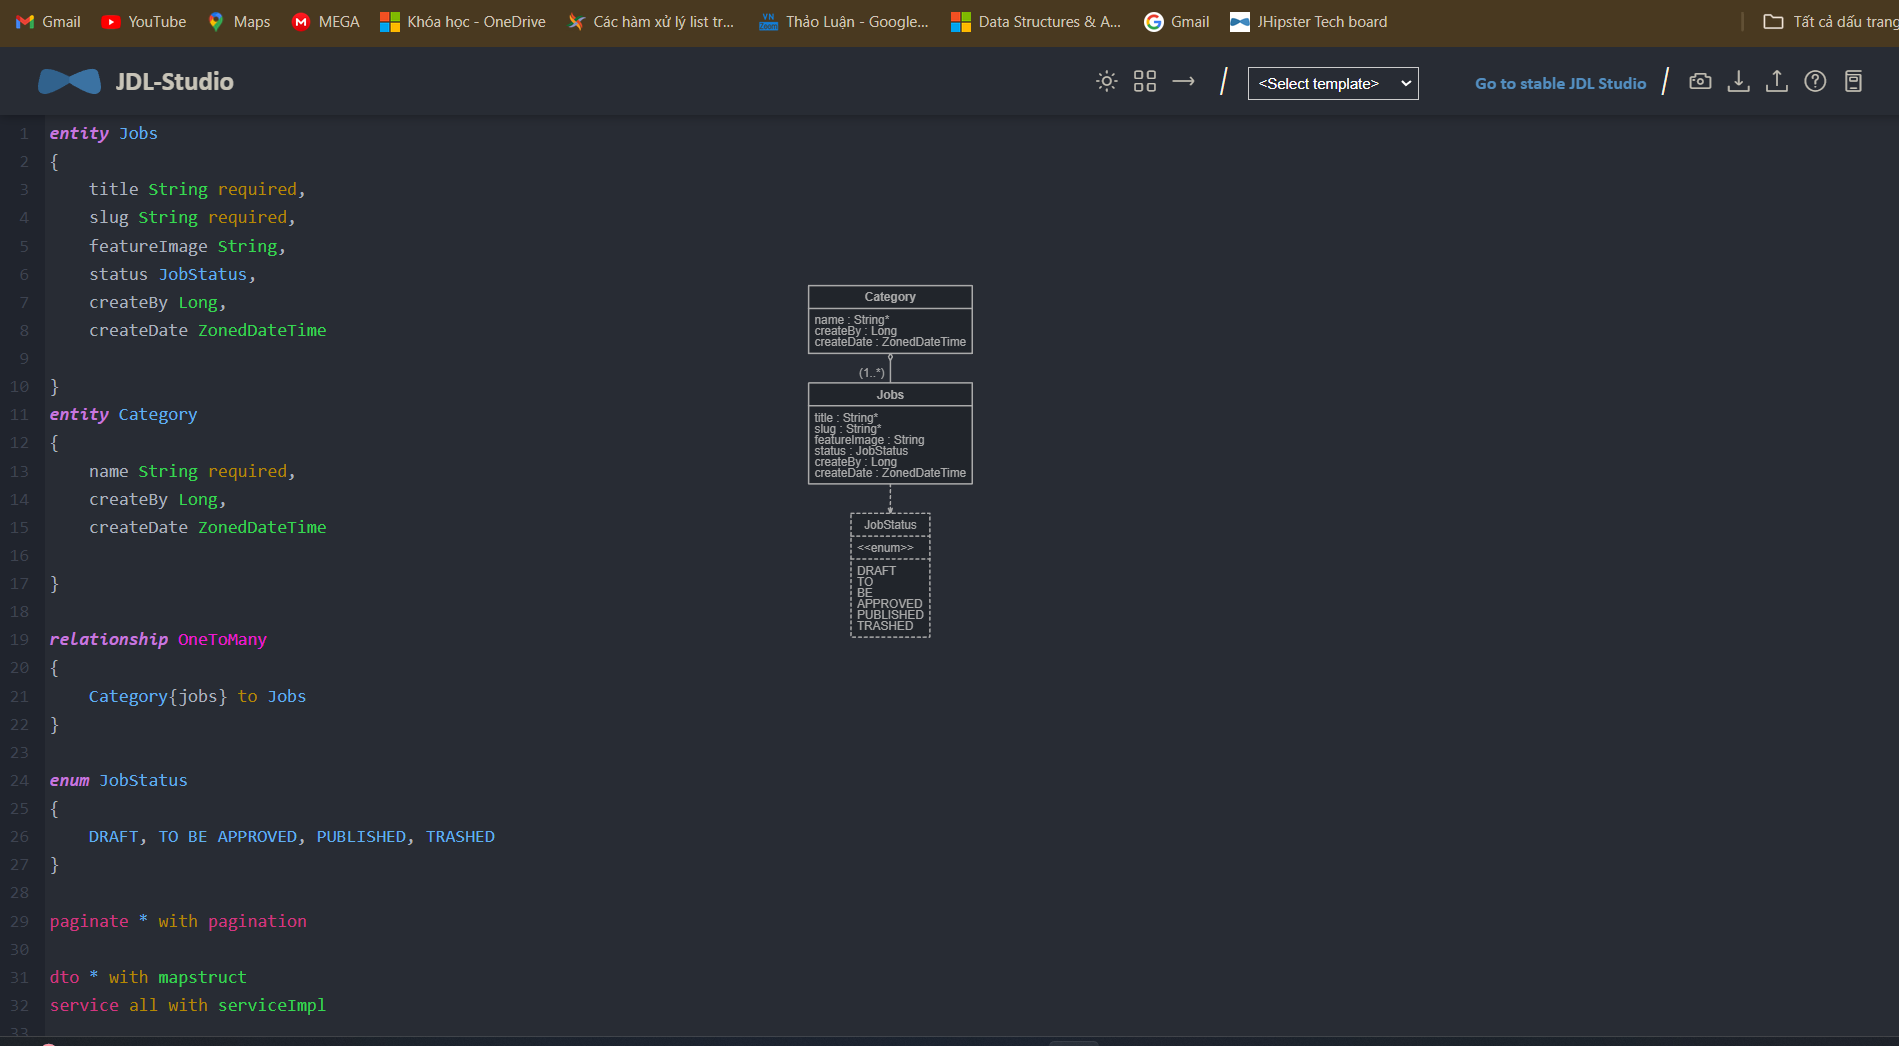 Gmail YouTube Maps MEGA Khóa học - OneDrive Các hàm xử lý list tr... VN Zoom Thảo Luận - Google... Data Structures & A... Gmail JHipster Tech board Tất cả dấu trang
JDL-Studio / <Select template> Go to stable JDL Studio /
1 entity Jobs
2 {
3 title String required,
4 slug String required,
5 featureImage String,
6 status JobStatus,
7 createBy Long,
8 createDate ZonedDateTime
9
10 }
11 entity Category
12 {
13 name String required,
14 createBy Long,
15 createDate ZonedDateTime
16
17 }
18
19 relationship OneToMany
20 {
21 Category{jobs} to Jobs
22 }
23
24 enum JobStatus
25 {
26 DRAFT, TO BE APPROVED, PUBLISHED, TRASHED
27 }
28
29 paginate * with pagination
30
31 dto * with mapstruct
32 service all with serviceImpl
33
Category
name : String*
createBy : Long
createDate : ZonedDateTime
(1..*)
Jobs
title : String*
slug : String*
featureImage : String
status : JobStatus
createBy : Long
createDate : ZonedDateTime
JobStatus
<<enum>>
DRAFT
TO
BE
APPROVED
PUBLISHED
TRASHED